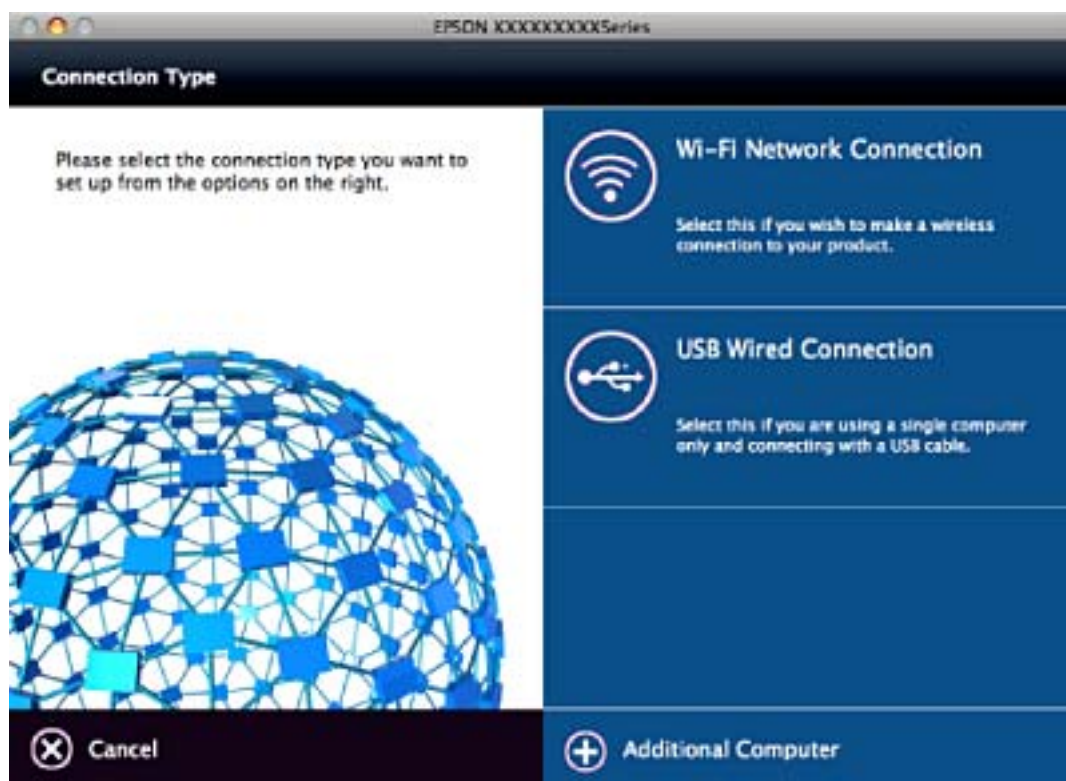 EPSON XXXXXXXXXSeries
Connection Type
Please select the connection type you want to
set up from the options on the right.
Wi-Fi Network Connection
Select this if you wish to make a wireless
connection to your product.
USB Wired Connection
Select this if you are using a single computer
only and connecting with a USB cable.
Cancel
Additional Computer